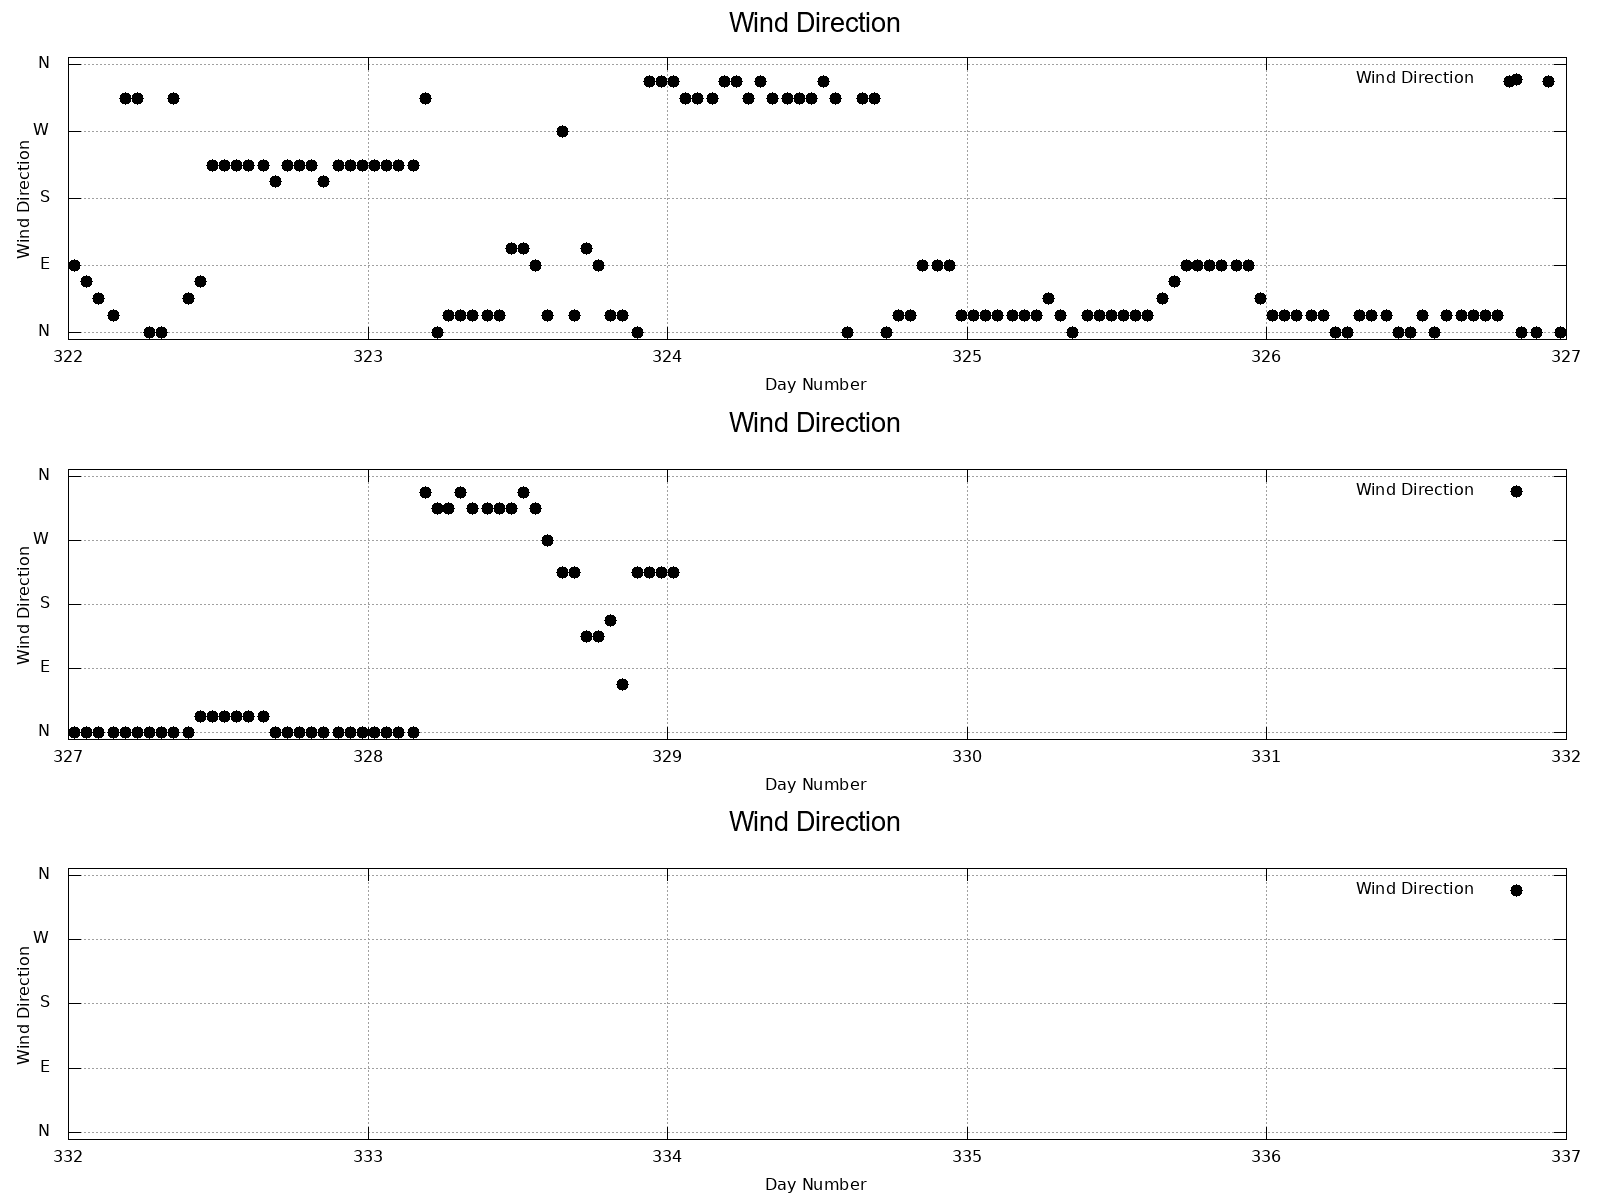 Wind Direction
N
Wind Direction
W
S
E
N
Wind Direction
322 323 324 325 326 327
Day Number
Wind Direction
N
Wind Direction
W
S
E
N
Wind Direction
327 328 329 330 331 332
Day Number
Wind Direction
N
Wind Direction
W
S
E
N
Wind Direction
332 333 334 335 336 337
Day Number